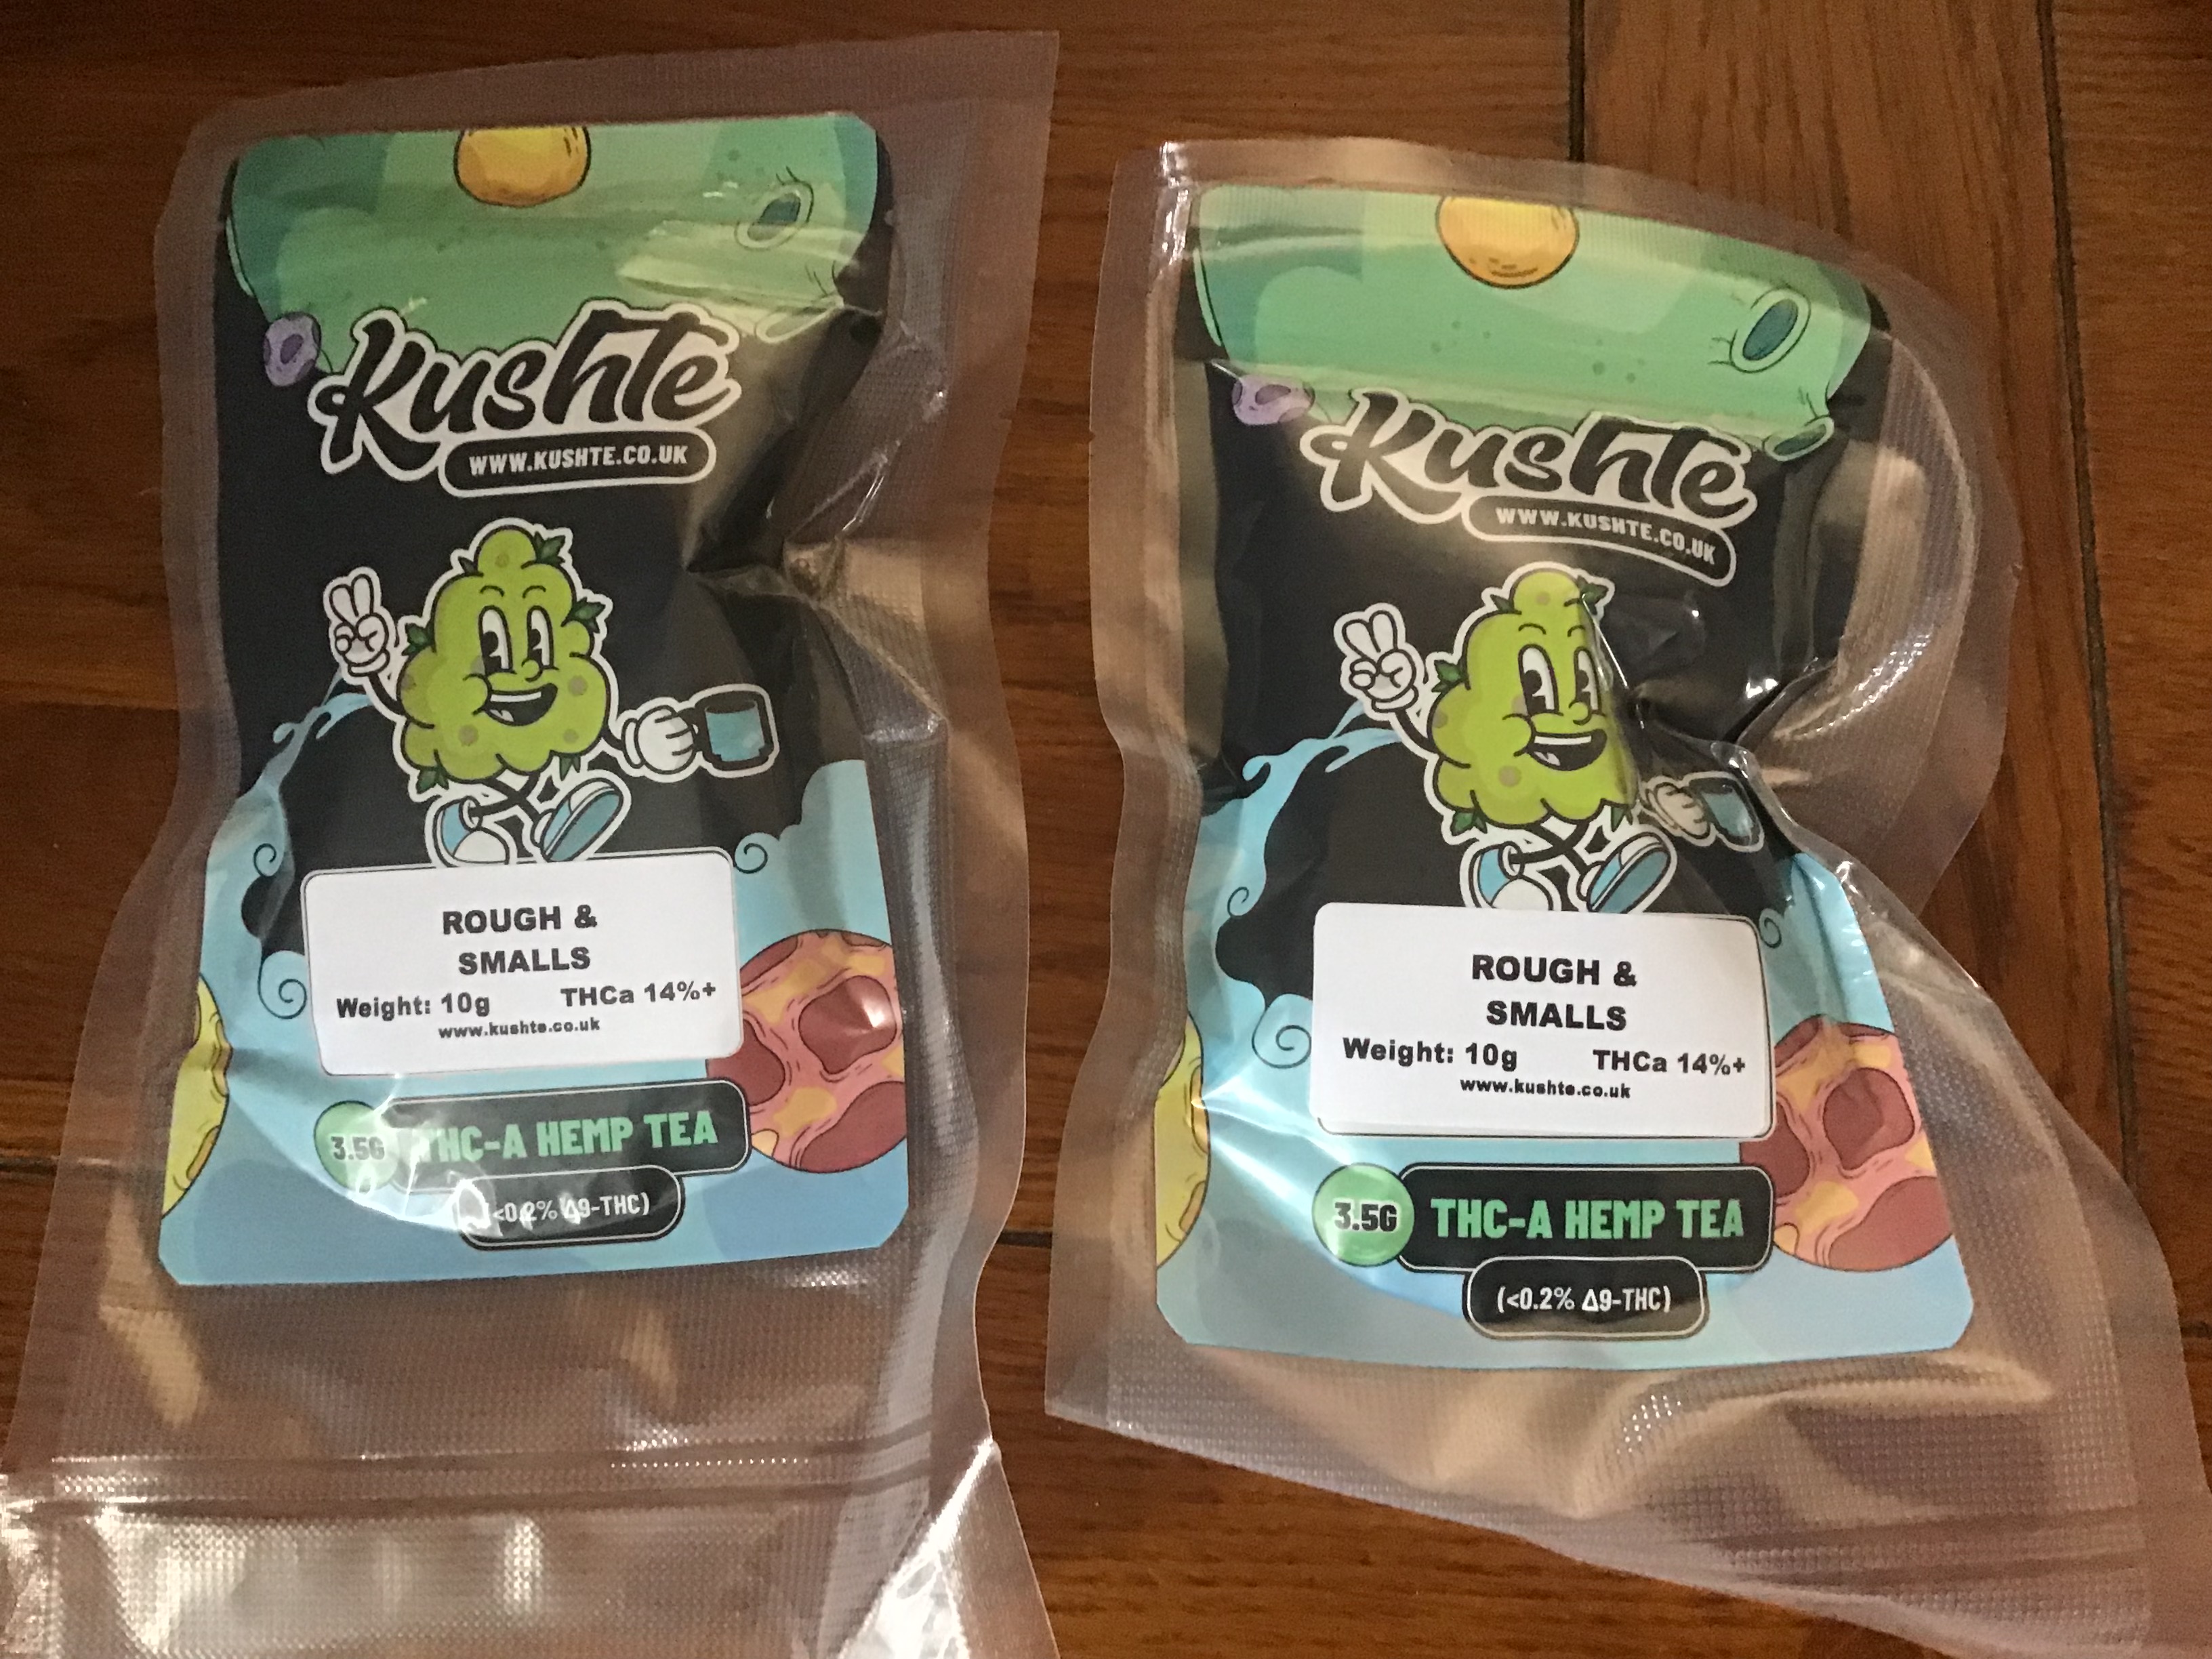 Kushte
WWW.KUSHTE.CO.UK
ROUGH &
SMALLS
Weight: 10g THCa 14%+
www.kushte.co.uk
3.5G THC-A HEMP TEA
(<0.2% Δ9-THC)
Kushte
WWW.KUSHTE.CO.UK
ROUGH &
SMALLS
Weight: 10g THCa 14%+
www.kushte.co.uk
3.5G THC-A HEMP TEA
(<0.2% Δ9-THC)